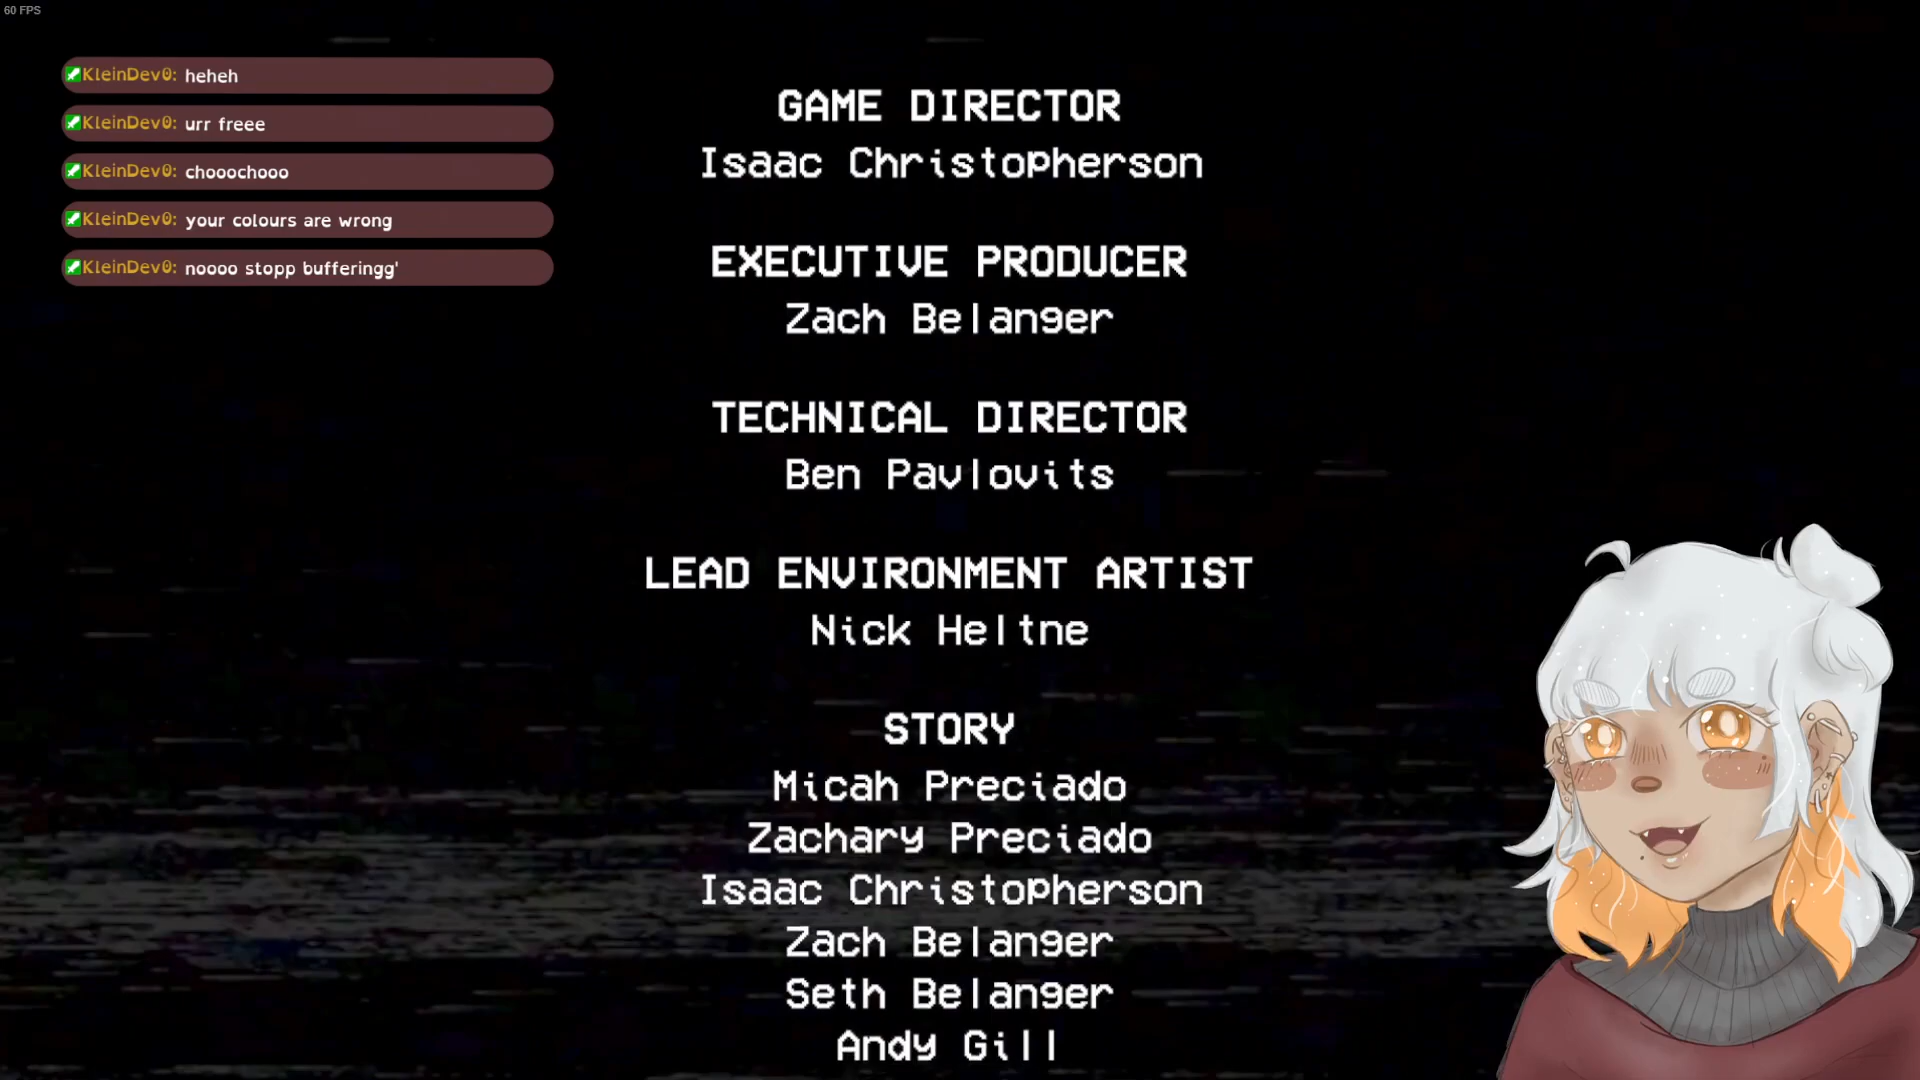 60 FPS
KleinDev0: heheh
KleinDev0: urr freee
KleinDev0: chooochooo
KleinDev0: your colours are wrong
KleinDev0: noooo stopp bufferingg'
GAME DIRECTOR
Isaac Christopherson
EXECUTIVE PRODUCER
Zach Belanger
TECHNICAL DIRECTOR
Ben Pavlovits
LEAD ENVIRONMENT ARTIST
Nick Heltne
STORY
Micah Preciado
Zachary Preciado
Isaac Christopherson
Zach Belanger
Seth Belanger
Andy Gill